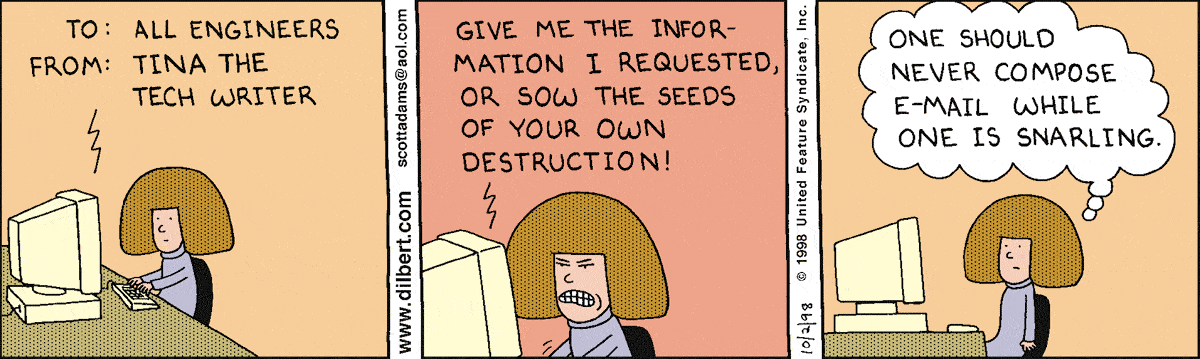 TO: ALL ENGINEERS
FROM: TINA THE
TECH WRITER
www.dilbert.com scottadams@aol.com
GIVE ME THE INFOR-
MATION I REQUESTED,
OR SOW THE SEEDS
OF YOUR OWN
DESTRUCTION!
10/2/98 © 1998 United Feature Syndicate, Inc.
ONE SHOULD
NEVER COMPOSE
E-MAIL WHILE
ONE IS SNARLING.